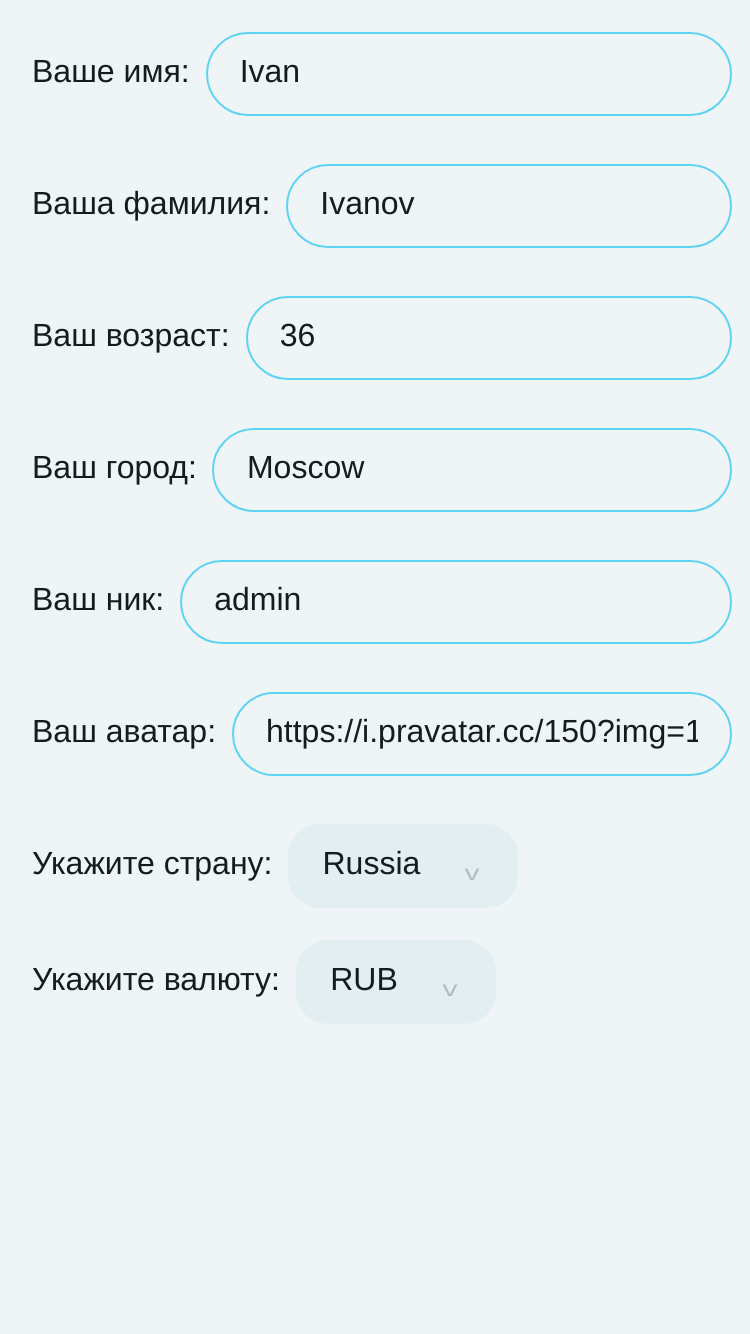 Ваше имя: Ivan
Ваша фамилия: Ivanov
Ваш возраст: 36
Ваш город: Moscow
Ваш ник: admin
Ваш аватар: https://i.pravatar.cc/150?img=1
Укажите страну: Russia
Укажите валюту: RUB